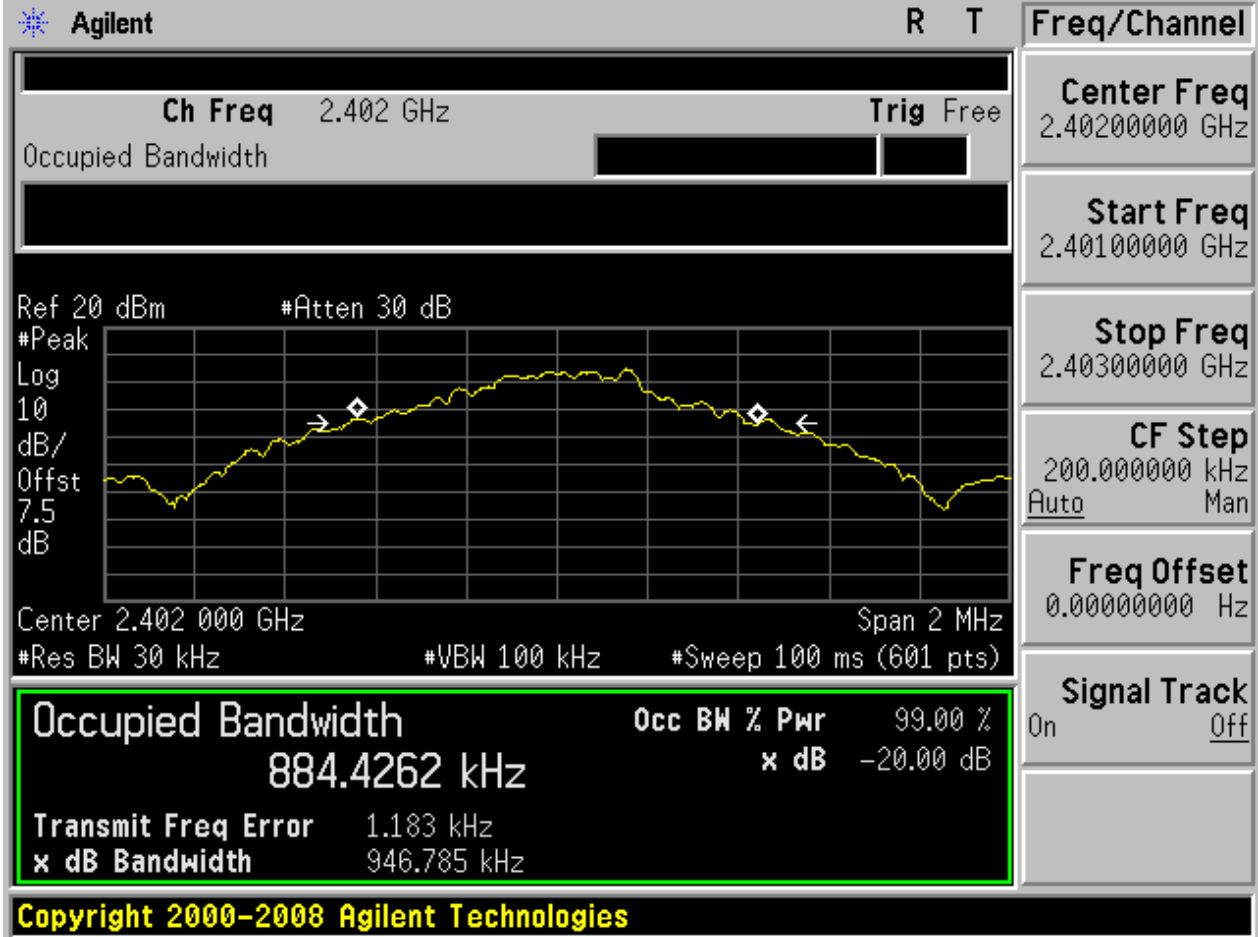 Agilent R T Freq/Channel
Ch Freq 2.402 GHz Trig Free
Occupied Bandwidth
Center Freq
2.40200000 GHz
Start Freq
2.40100000 GHz
Stop Freq
2.40300000 GHz
CF Step
200.000000 kHz
Auto Man
Freq Offset
0.00000000 Hz
Signal Track
On Off
Ref 20 dBm #Atten 30 dB
#Peak
Log
10
dB/
Offst
7.5
dB
Center 2.402 000 GHz Span 2 MHz
#Res BW 30 kHz #VBW 100 kHz #Sweep 100 ms (601 pts)
Occupied Bandwidth
884.4262 kHz
Occ BW % Pwr 99.00 %
x dB -20.00 dB
Transmit Freq Error 1.183 kHz
x dB Bandwidth 946.785 kHz
Copyright 2000-2008 Agilent Technologies